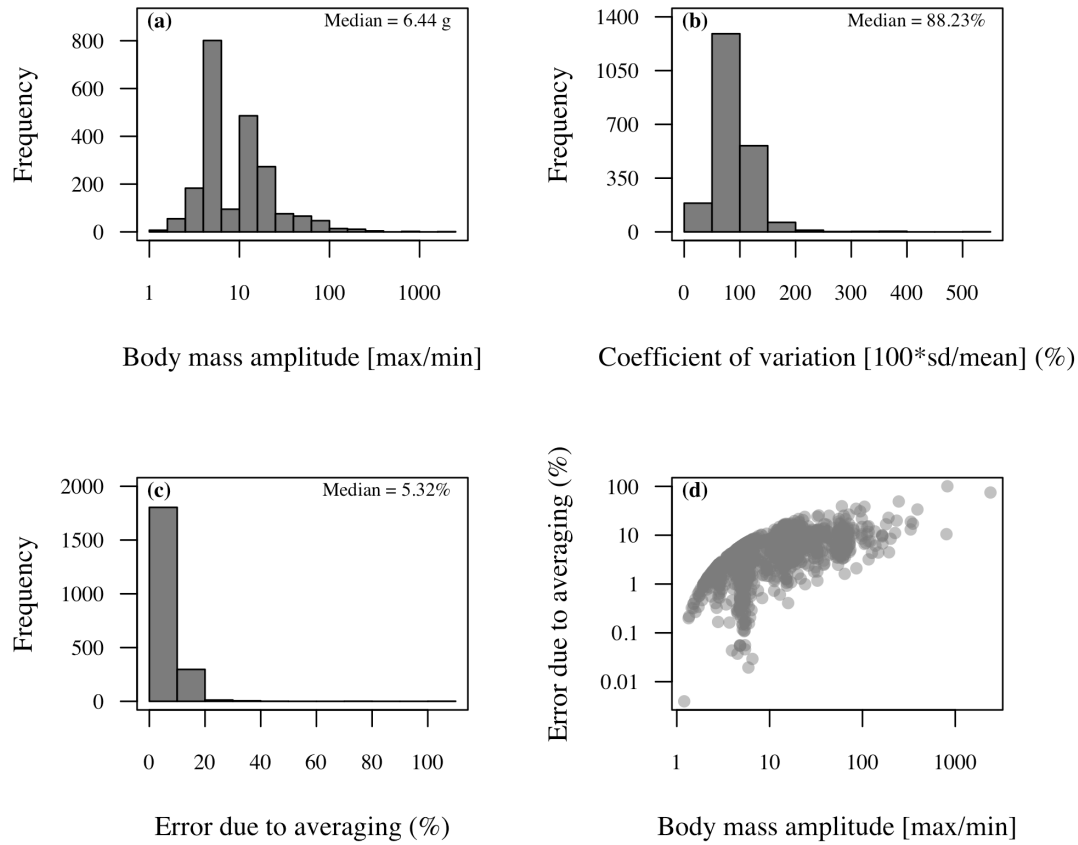 (a)
Median = 6.44 g
Frequency
800
600
400
200
0
1
10
100
1000
Body mass amplitude [max/min]
(b)
Median = 88.23%
Frequency
1400
1050
700
350
0
0
100
200
300
400
500
Coefficient of variation [100*sd/mean] (%)
(c)
Median = 5.32%
Frequency
2000
1500
1000
500
0
0
20
40
60
80
100
Error due to averaging (%)
(d)
Error due to averaging (%)
100
10
1
0.1
0.01
1
10
100
1000
Body mass amplitude [max/min]